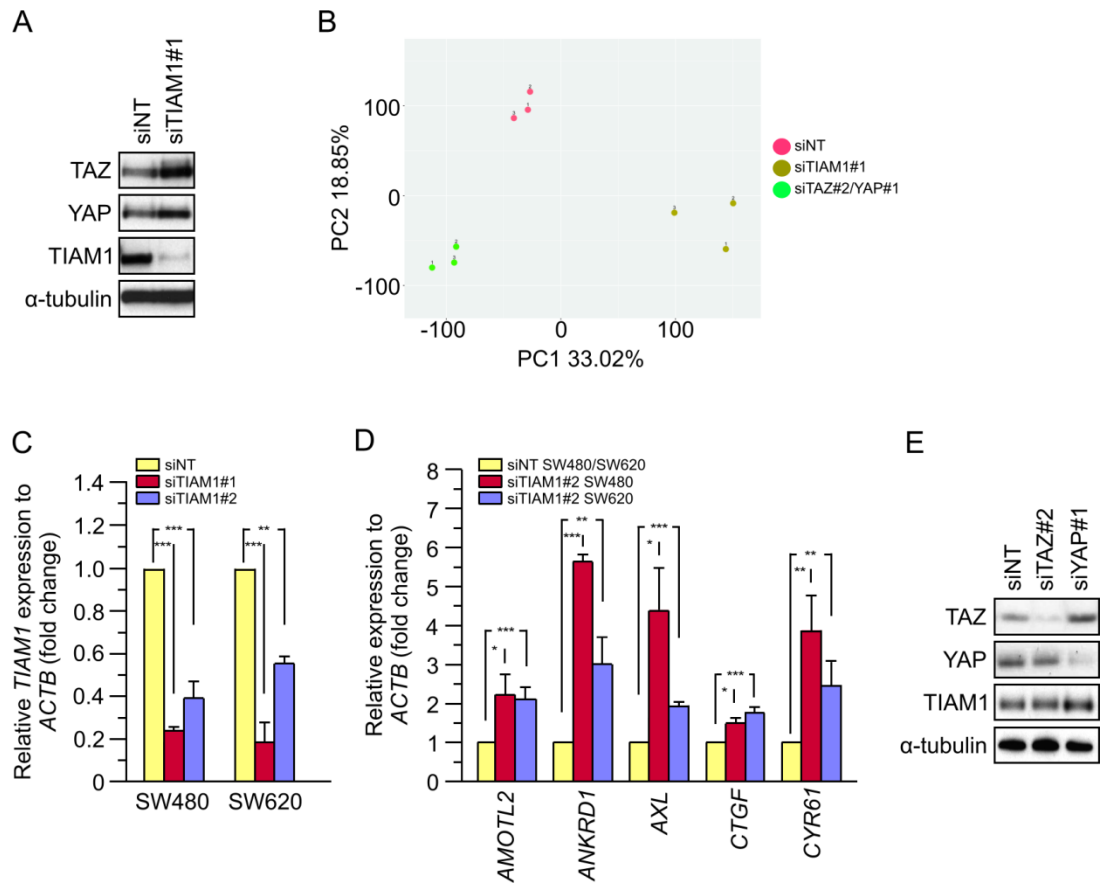 A
siNT
siTIAM1#1
TAZ
YAP
TIAM1
α-tubulin
B
100
0
-100
PC2 18.85%
-100
0
100
PC1 33.02%
siNT
siTIAM1#1
siTAZ#2/YAP#1
C
siNT
siTIAM1#1
siTIAM1#2
Relative TIAM1 expression to
ACTB (fold change)
1.4
1.2
1.0
0.8
0.6
0.4
0.2
0
***
***
**
***
SW480
SW620
D
siNT SW480/SW620
siTIAM1#2 SW480
siTIAM1#2 SW620
Relative expression to
ACTB (fold change)
8
7
6
5
4
3
2
1
0
***
*
**
***
***
*
***
*
**
**
AMOTL2
ANKRD1
AXL
CTGF
CYR61
E
siNT
siTAZ#2
siYAP#1
TAZ
YAP
TIAM1
α-tubulin